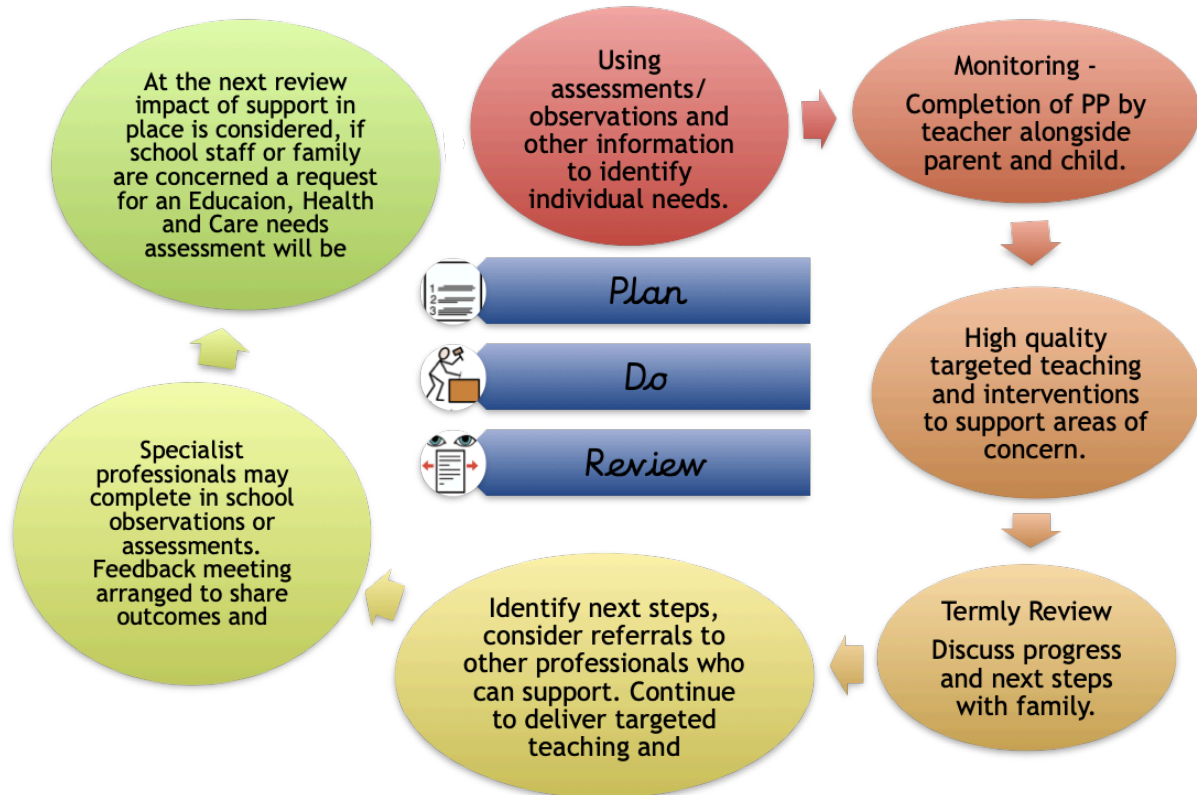 Using
assessments/
observations and
other information
to identify
individual needs.
Monitoring -
Completion of PP by
teacher alongside
parent and child.
High quality
targeted teaching
and interventions
to support areas of
concern.
Termly Review
Discuss progress
and next steps
with family.
Identify next steps,
consider referrals to
other professionals who
can support. Continue
to deliver targeted
teaching and
Specialist
professionals may
complete in school
observations or
assessments.
Feedback meeting
arranged to share
outcomes and
At the next review
impact of support in
place is considered, if
school staff or family
are concerned a request
for an Educaion, Health
and Care needs
assessment will be
Plan
Do
Review
1
2
3